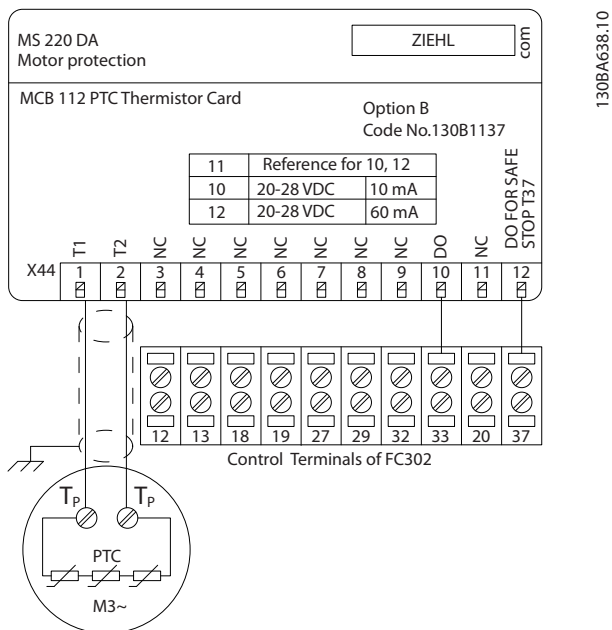 MS 220 DA
Motor protection
ZIEHL
com
130BA638.10
MCB 112 PTC Thermistor Card
Option B
Code No.130B1137
11 Reference for 10, 12
10 20-28 VDC 10 mA
12 20-28 VDC 60 mA
DO FOR SAFE
STOP T37
T1 T2 NC NC NC NC NC NC NC DO NC
X44 1 2 3 4 5 6 7 8 9 10 11 12
12 13 18 19 27 29 32 33 20 37
Control Terminals of FC302
TP TP
PTC
M3~